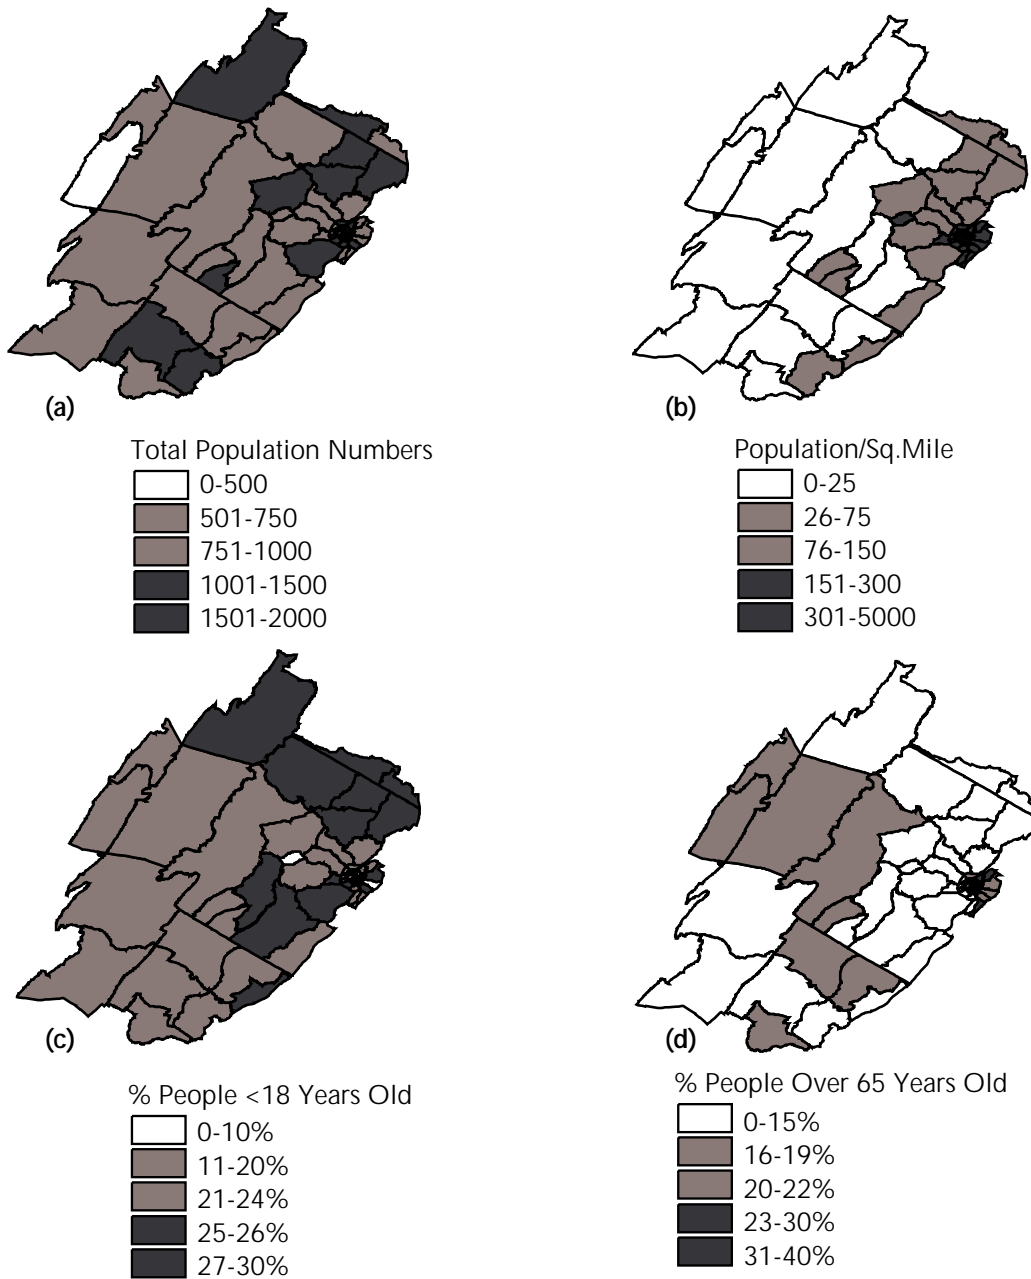 (a)
Total Population Numbers
0-500
501-750
751-1000
1001-1500
1501-2000
(b)
Population/Sq.Mile
0-25
26-75
76-150
151-300
301-5000
(c)
% People <18 Years Old
0-10%
11-20%
21-24%
25-26%
27-30%
(d)
% People Over 65 Years Old
0-15%
16-19%
20-22%
23-30%
31-40%